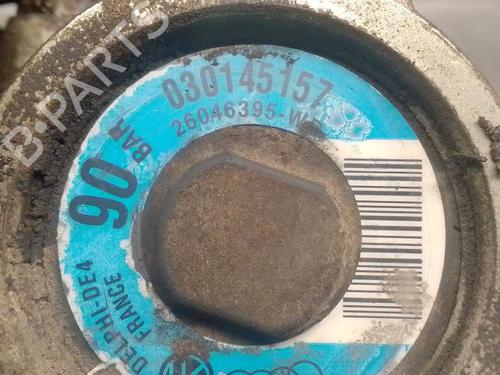 B-PARTS
030145157
26046395-W
90 BAR
DELPHI-DE4
FRANCE